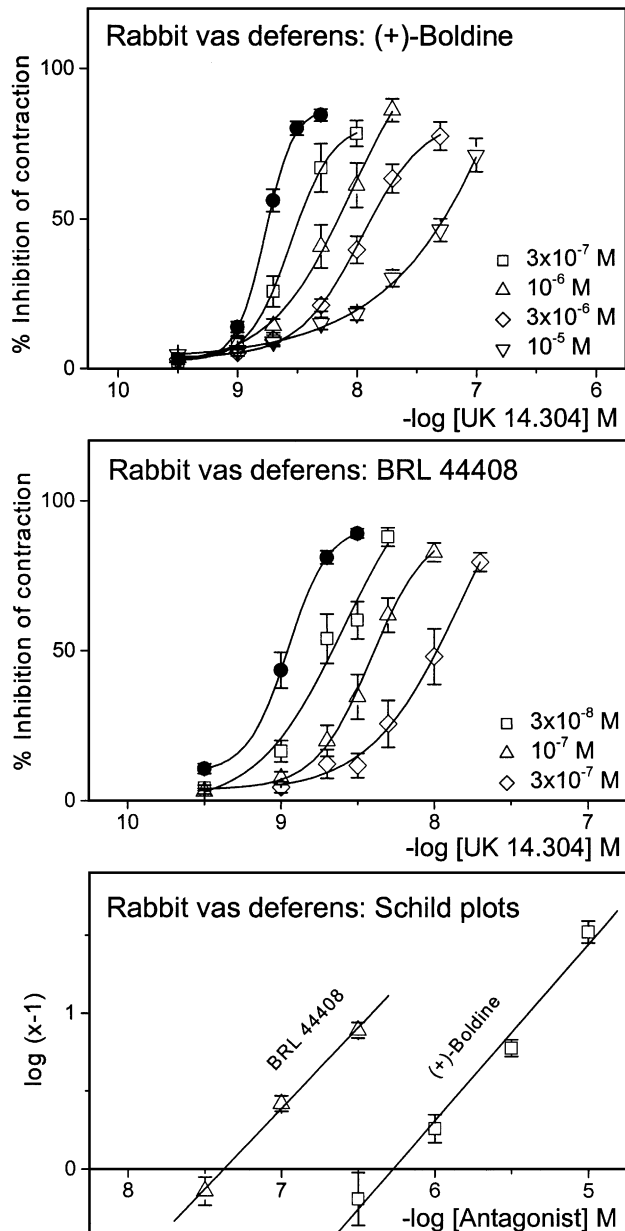 Rabbit vas deferens: (+)-Boldine
% Inhibition of contraction
100
50
0
3x10⁻⁷ M
10⁻⁶ M
3x10⁻⁶ M
10⁻⁵ M
10 9 8 7 6
-log [UK 14.304] M
Rabbit vas deferens: BRL 44408
% Inhibition of contraction
100
50
0
3x10⁻⁸ M
10⁻⁷ M
3x10⁻⁷ M
10 9 8 7
-log [UK 14.304] M
Rabbit vas deferens: Schild plots
log (x-1)
1
0
BRL 44408
(+)-Boldine
8 7 6 5
-log [Antagonist] M